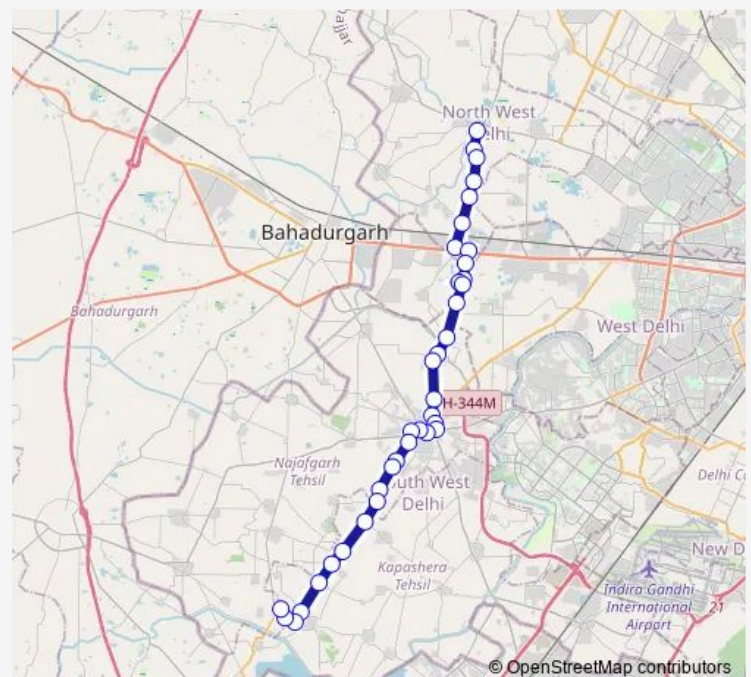 ajjar
North West
Delhi
Bahadurgarh
Bahadurgarh
West Delhi
H-344M
Najafgarh
Tehsil
South West
Delhi
Delhi C
Kapashera
Tehsil
New D
Indira Gandhi
International
Airport
21
© OpenStreetMap contributors